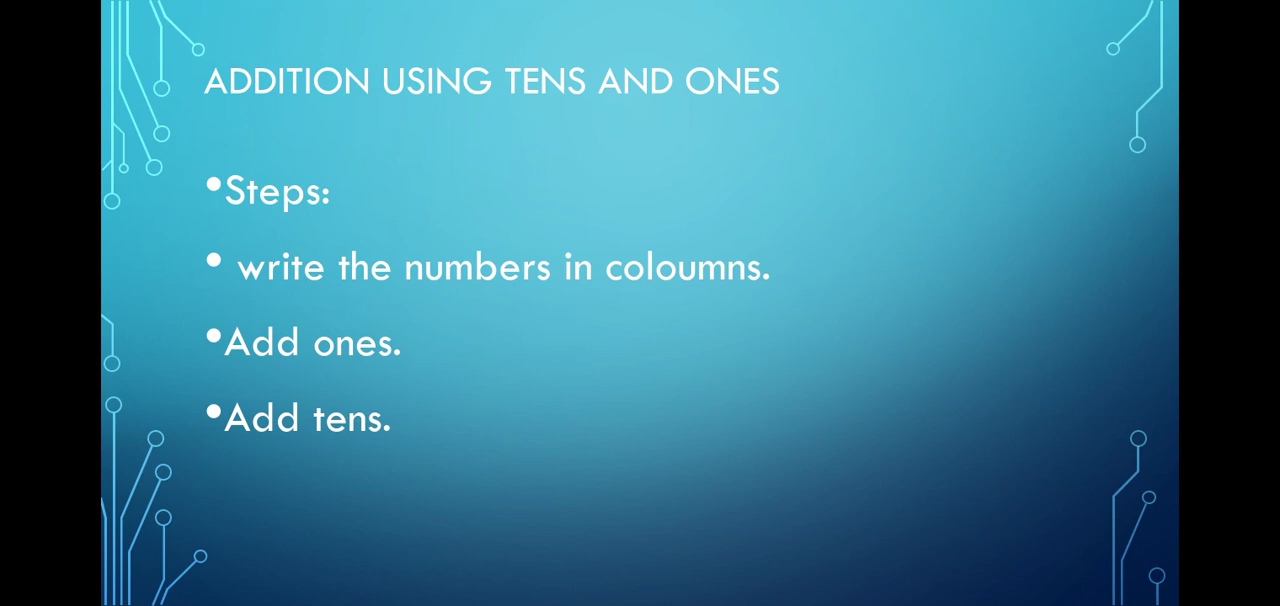 ADDITION USING TENS AND ONES
•Steps:
• write the numbers in coloumns.
•Add ones.
•Add tens.